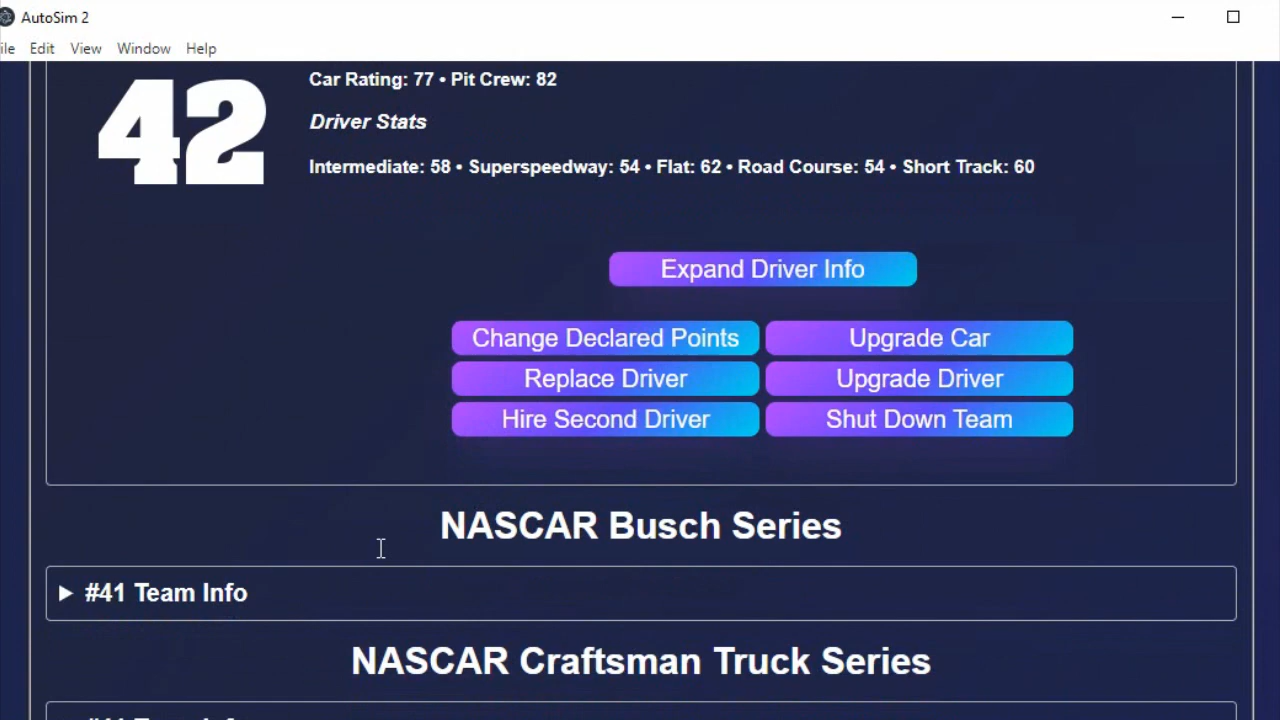 AutoSim 2
ile Edit View Window Help
42
Car Rating: 77 • Pit Crew: 82
Driver Stats
Intermediate: 58 • Superspeedway: 54 • Flat: 62 • Road Course: 54 • Short Track: 60
Expand Driver Info
Change Declared Points Upgrade Car
Replace Driver Upgrade Driver
Hire Second Driver Shut Down Team
NASCAR Busch Series
#41 Team Info
NASCAR Craftsman Truck Series